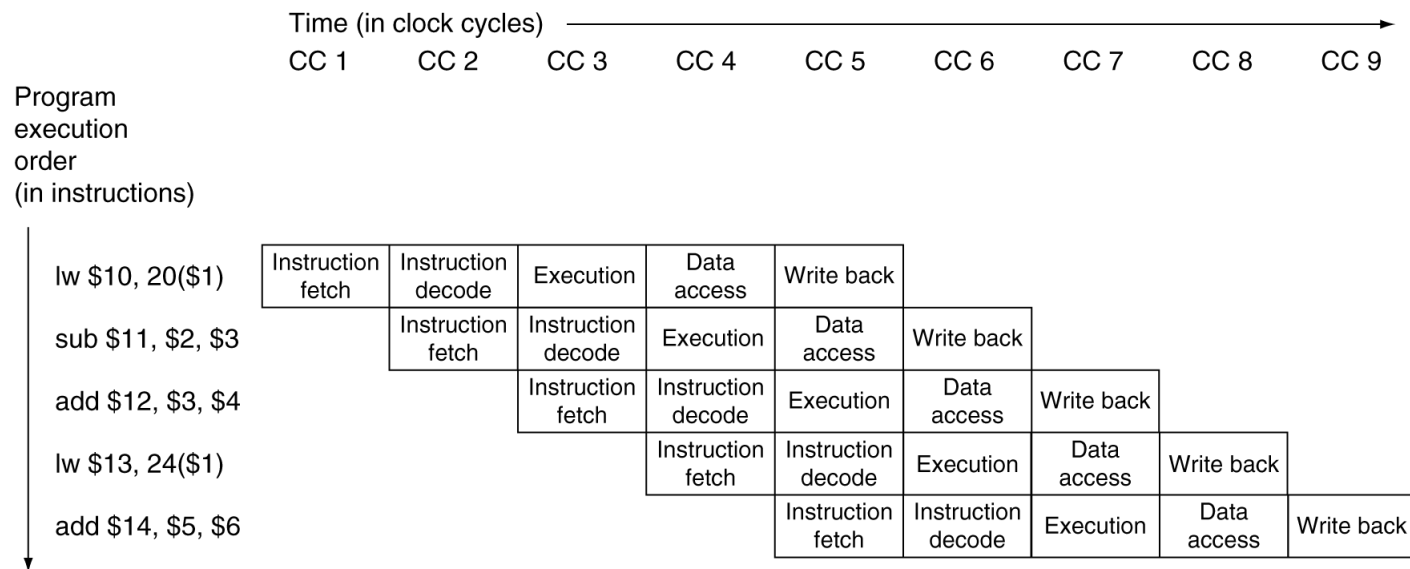 Time (in clock cycles)
CC 1 CC 2 CC 3 CC 4 CC 5 CC 6 CC 7 CC 8 CC 9
Program
execution
order
(in instructions)
lw $10, 20($1) Instruction fetch Instruction decode Execution Data access Write back
sub $11, $2, $3 Instruction fetch Instruction decode Execution Data access Write back
add $12, $3, $4 Instruction fetch Instruction decode Execution Data access Write back
lw $13, 24($1) Instruction fetch Instruction decode Execution Data access Write back
add $14, $5, $6 Instruction fetch Instruction decode Execution Data access Write back